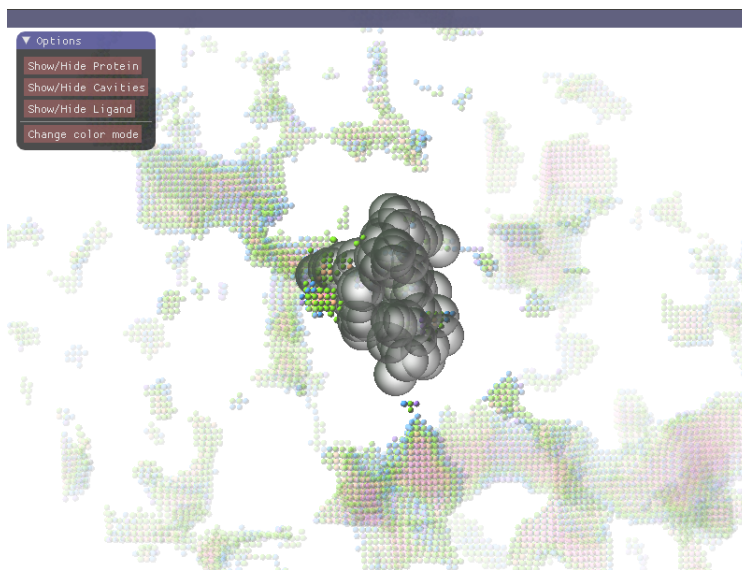 Options
Show/Hide Protein
Show/Hide Cavities
Show/Hide Ligand
Change color mode